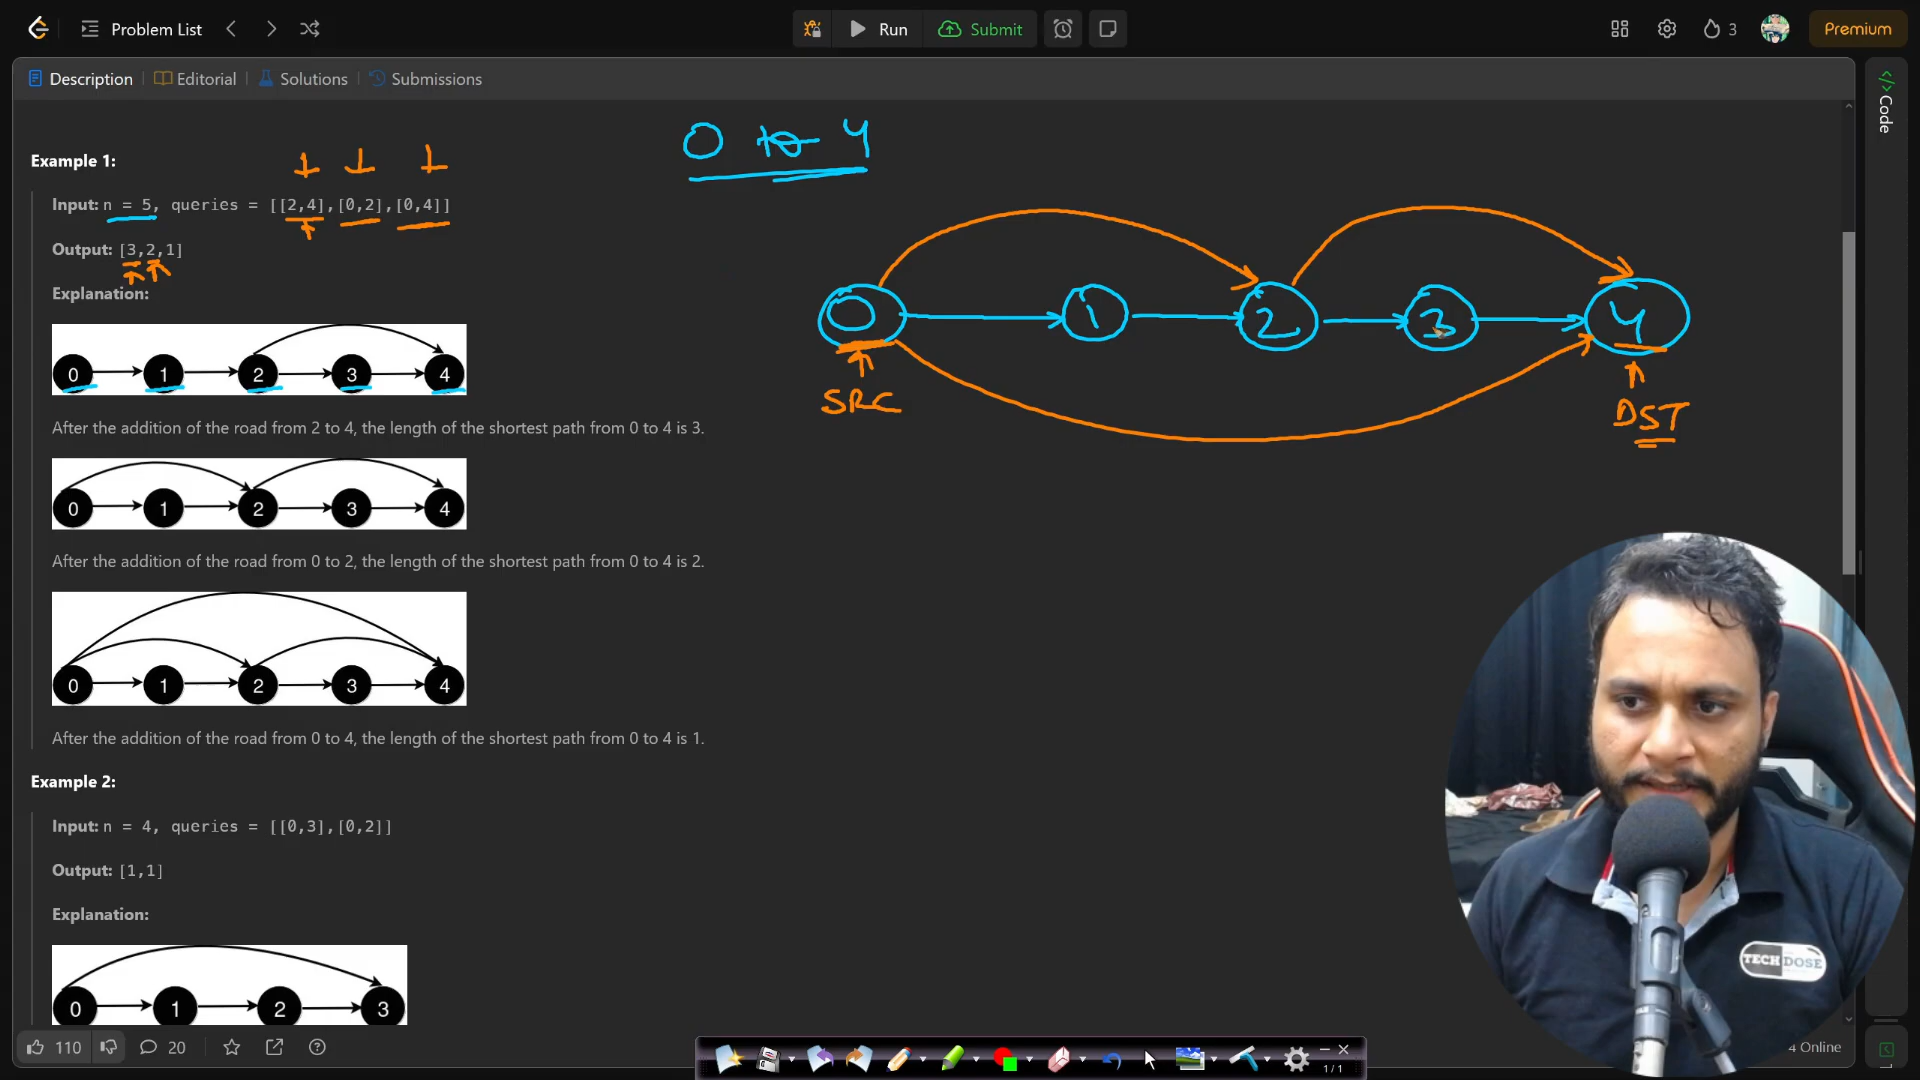 Problem List
Run
Submit
3
Premium
Description
Editorial
Solutions
Submissions
Code
Example 1:
Input: n = 5, queries = [[2,4],[0,2],[0,4]]
Output: [3,2,1]
Explanation:
0 1 2 3 4
After the addition of the road from 2 to 4, the length of the shortest path from 0 to 4 is 3.
0 1 2 3 4
After the addition of the road from 0 to 2, the length of the shortest path from 0 to 4 is 2.
0 1 2 3 4
After the addition of the road from 0 to 4, the length of the shortest path from 0 to 4 is 1.
Example 2:
Input: n = 4, queries = [[0,3],[0,2]]
Output: [1,1]
Explanation:
0 1 2 3
0 to 4
0 1 2 3 4
SRC
DST
TECH DOSE
110
20
4 Online
1/1